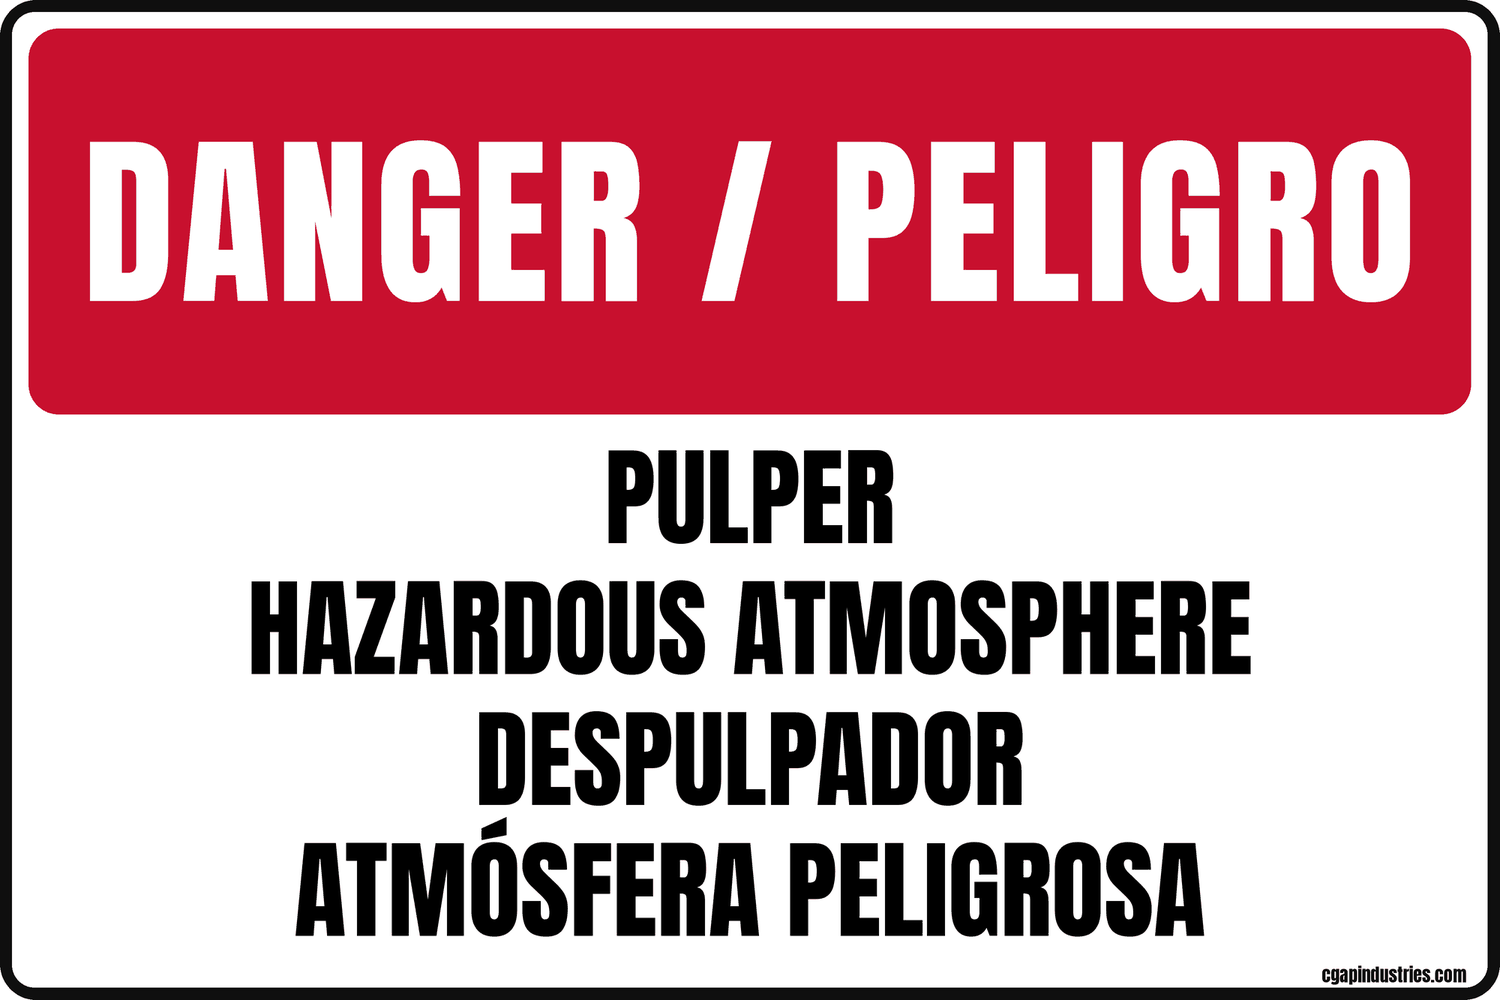 DANGER / PELIGRO
PULPER
HAZARDOUS ATMOSPHERE
DESPULPADOR
ATMÓSFERA PELIGROSA
cgapindustries.com